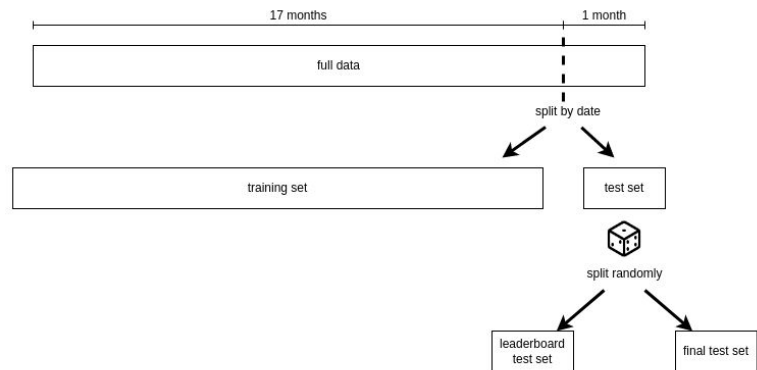 17 months
1 month
full data
split by date
training set
test set
split randomly
leaderboard
test set
final test set